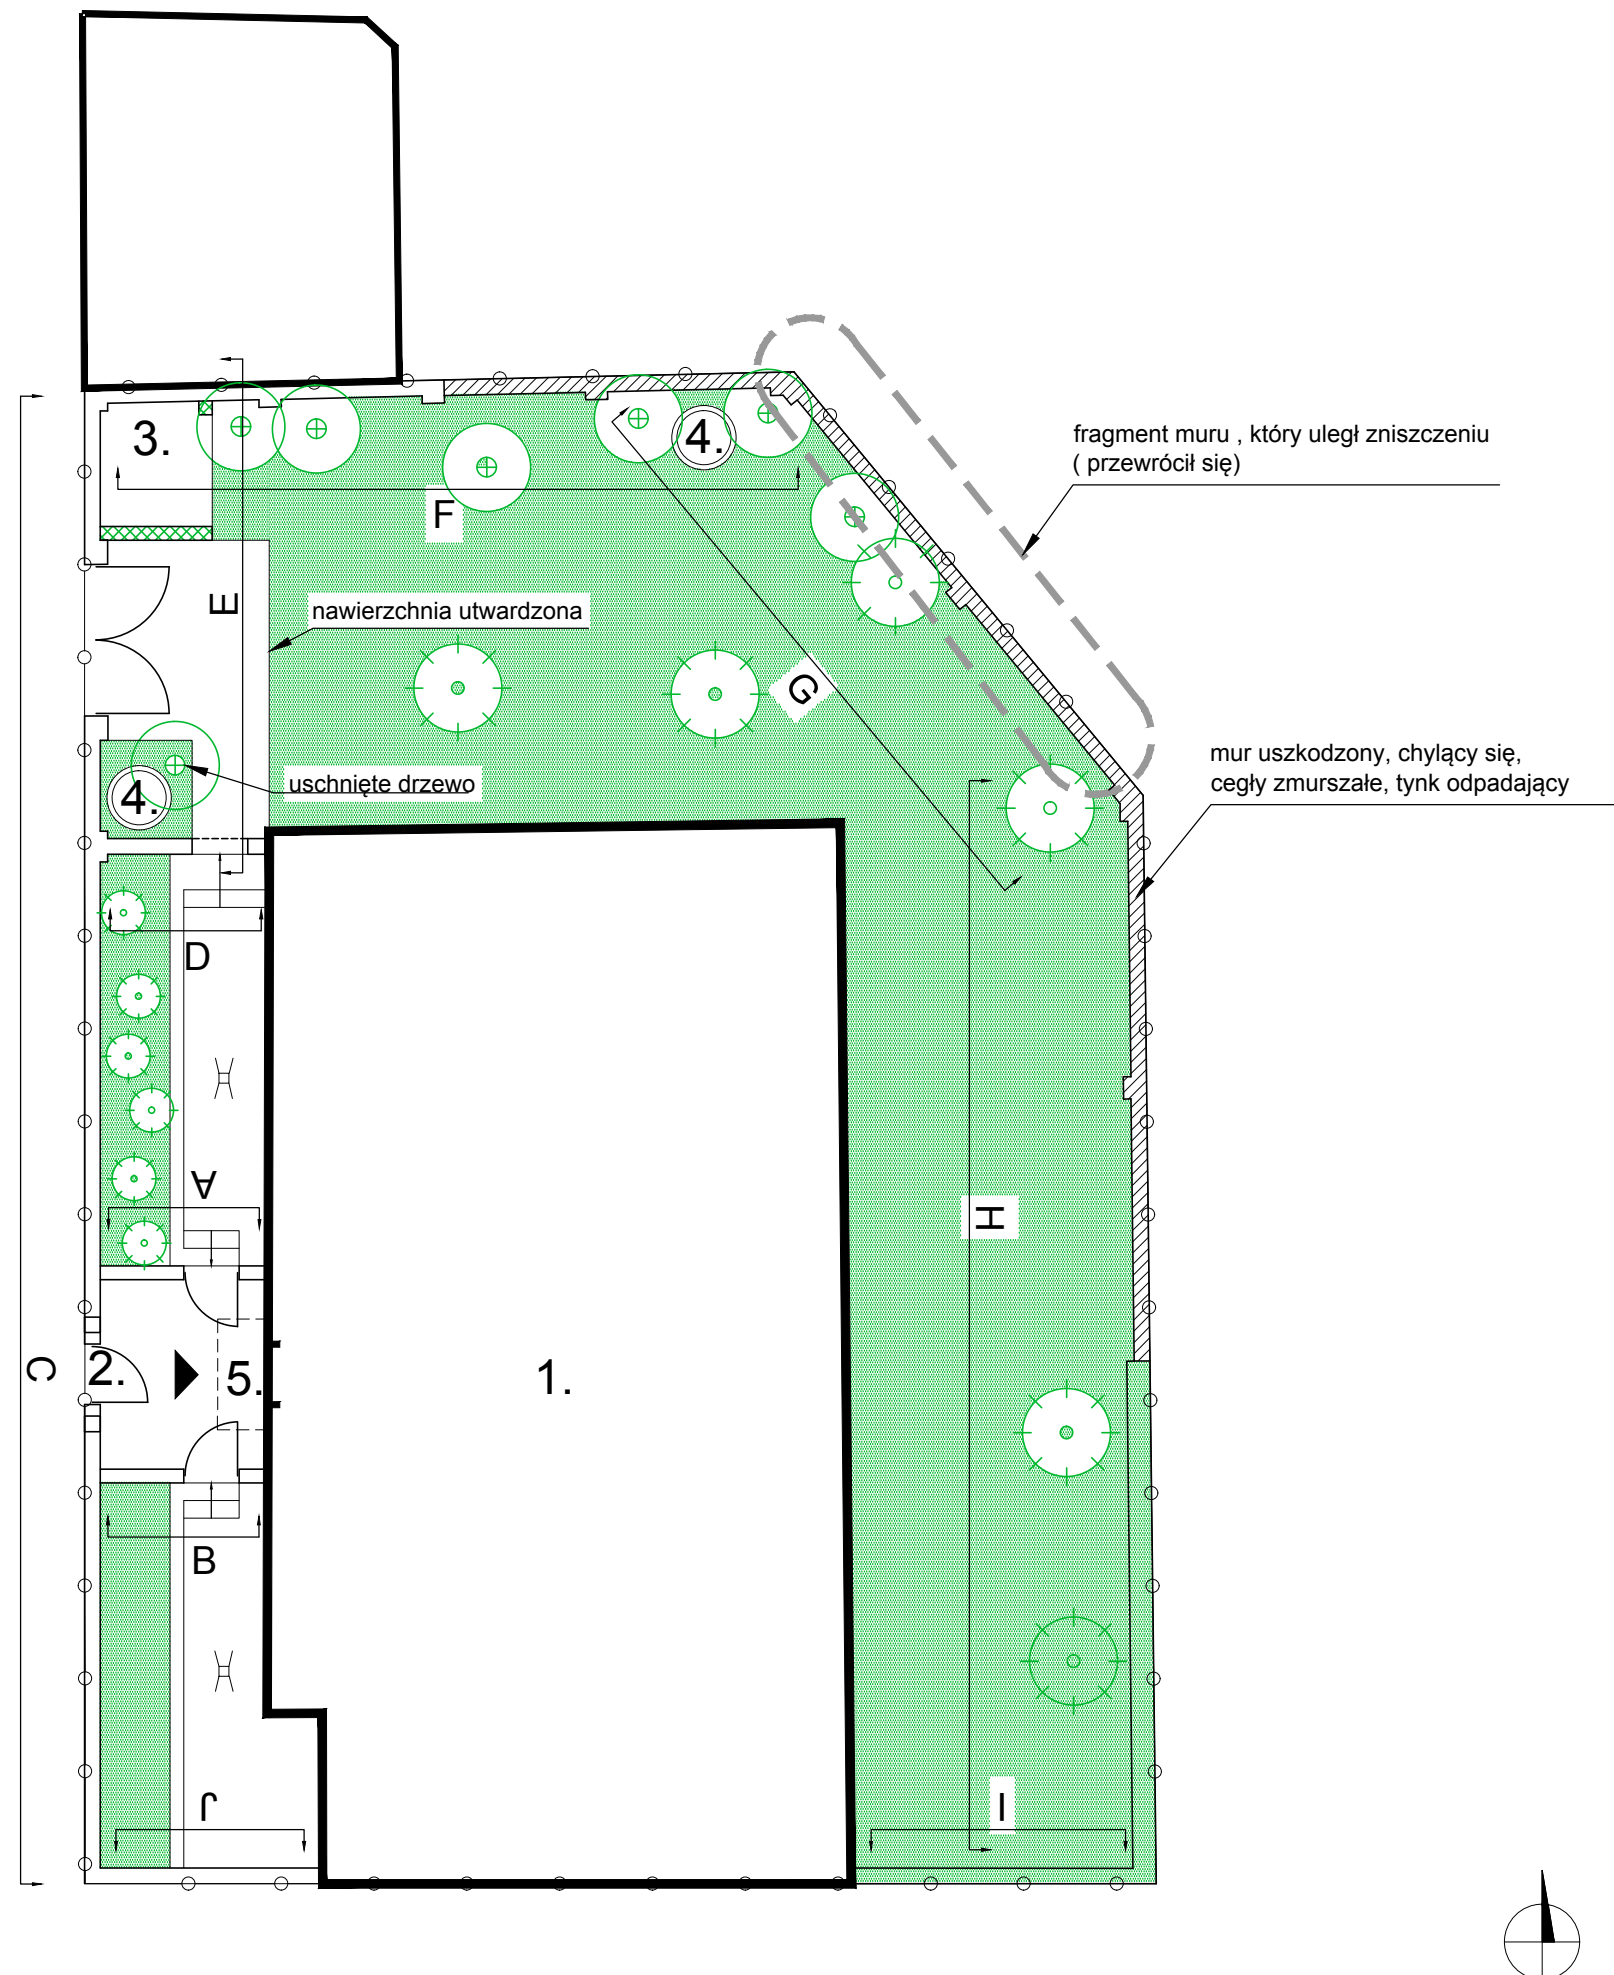 3.
4.
F
fragment muru , który uległ zniszczeniu
( przewrócił się)
E
nawierzchnia utwardzona
G
uschnięte drzewo
4.
mur uszkodzony, chylący się,
cegły zmurszałe, tynk odpadający
D
A
H
C
2.
5.
1.
B
J
I